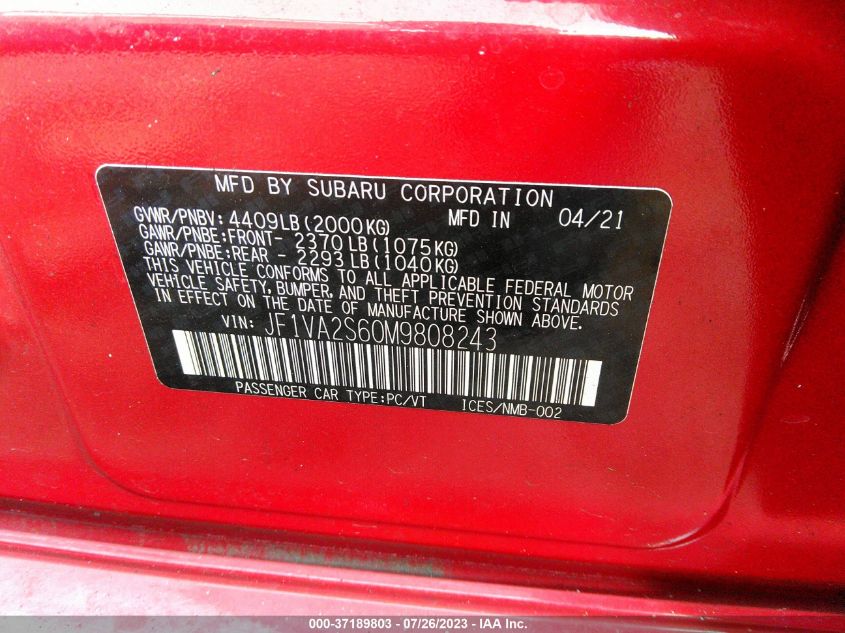 MFD BY SUBARU CORPORATION
GVWR/PNBV: 4409LB(2000KG) MFD IN 04/21
GAWR/PNBE:FRONT- 2370LB(1075KG)
GAWR/PNBE:REAR - 2293LB(1040KG)
THIS VEHICLE CONFORMS TO ALL APPLICABLE FEDERAL MOTOR
VEHICLE SAFETY, BUMPER, AND THEFT PREVENTION STANDARDS
IN EFFECT ON THE DATE OF MANUFACTURE SHOWN ABOVE.
VIN: JF1VA2S60M9808243
PASSENGER CAR TYPE:PC/VT ICES/NMB-002
000-37189803 - 07/26/2023 - IAA Inc.